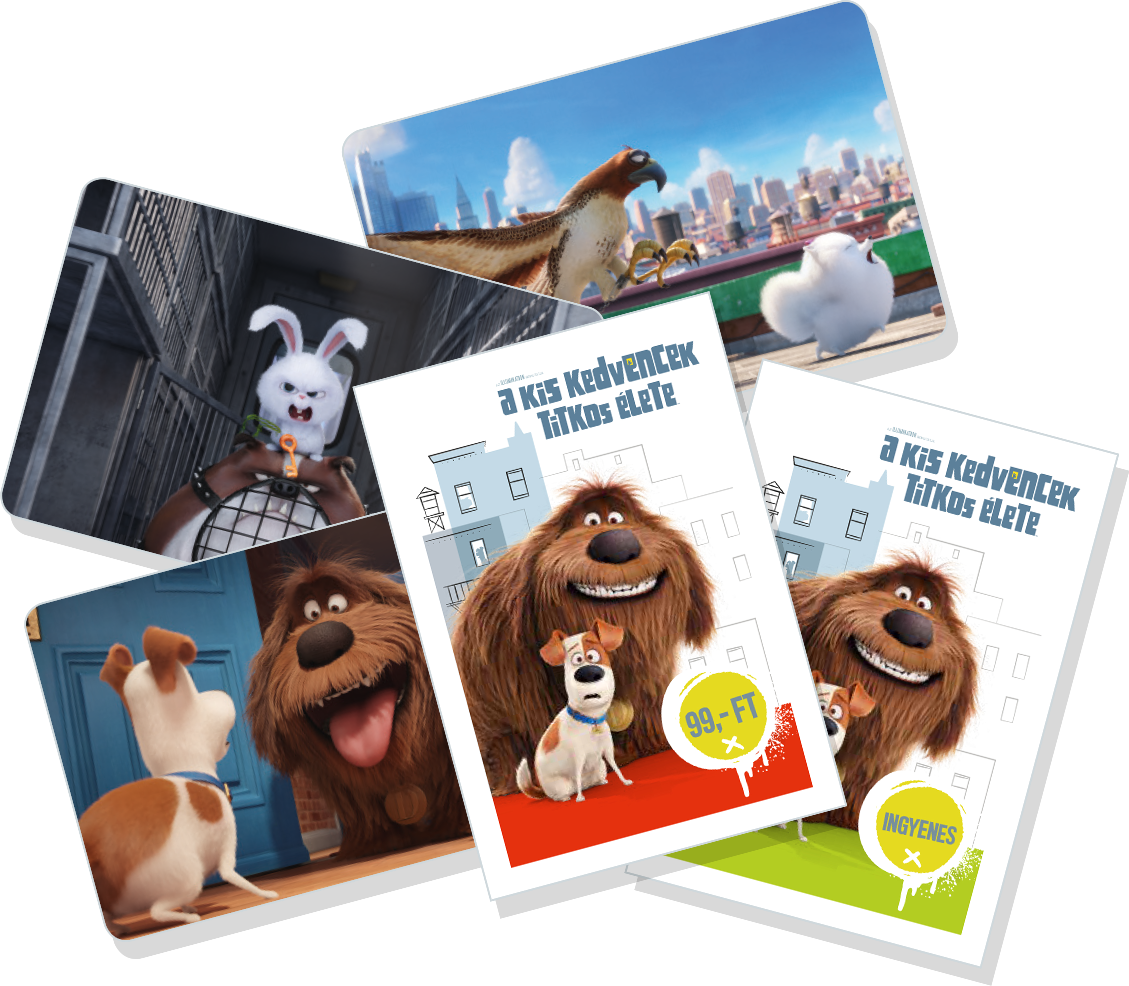 a Kis Kedvencek
Titkos élete
99,- FT
a Kis Kedvencek
Titkos élete
INGYENES